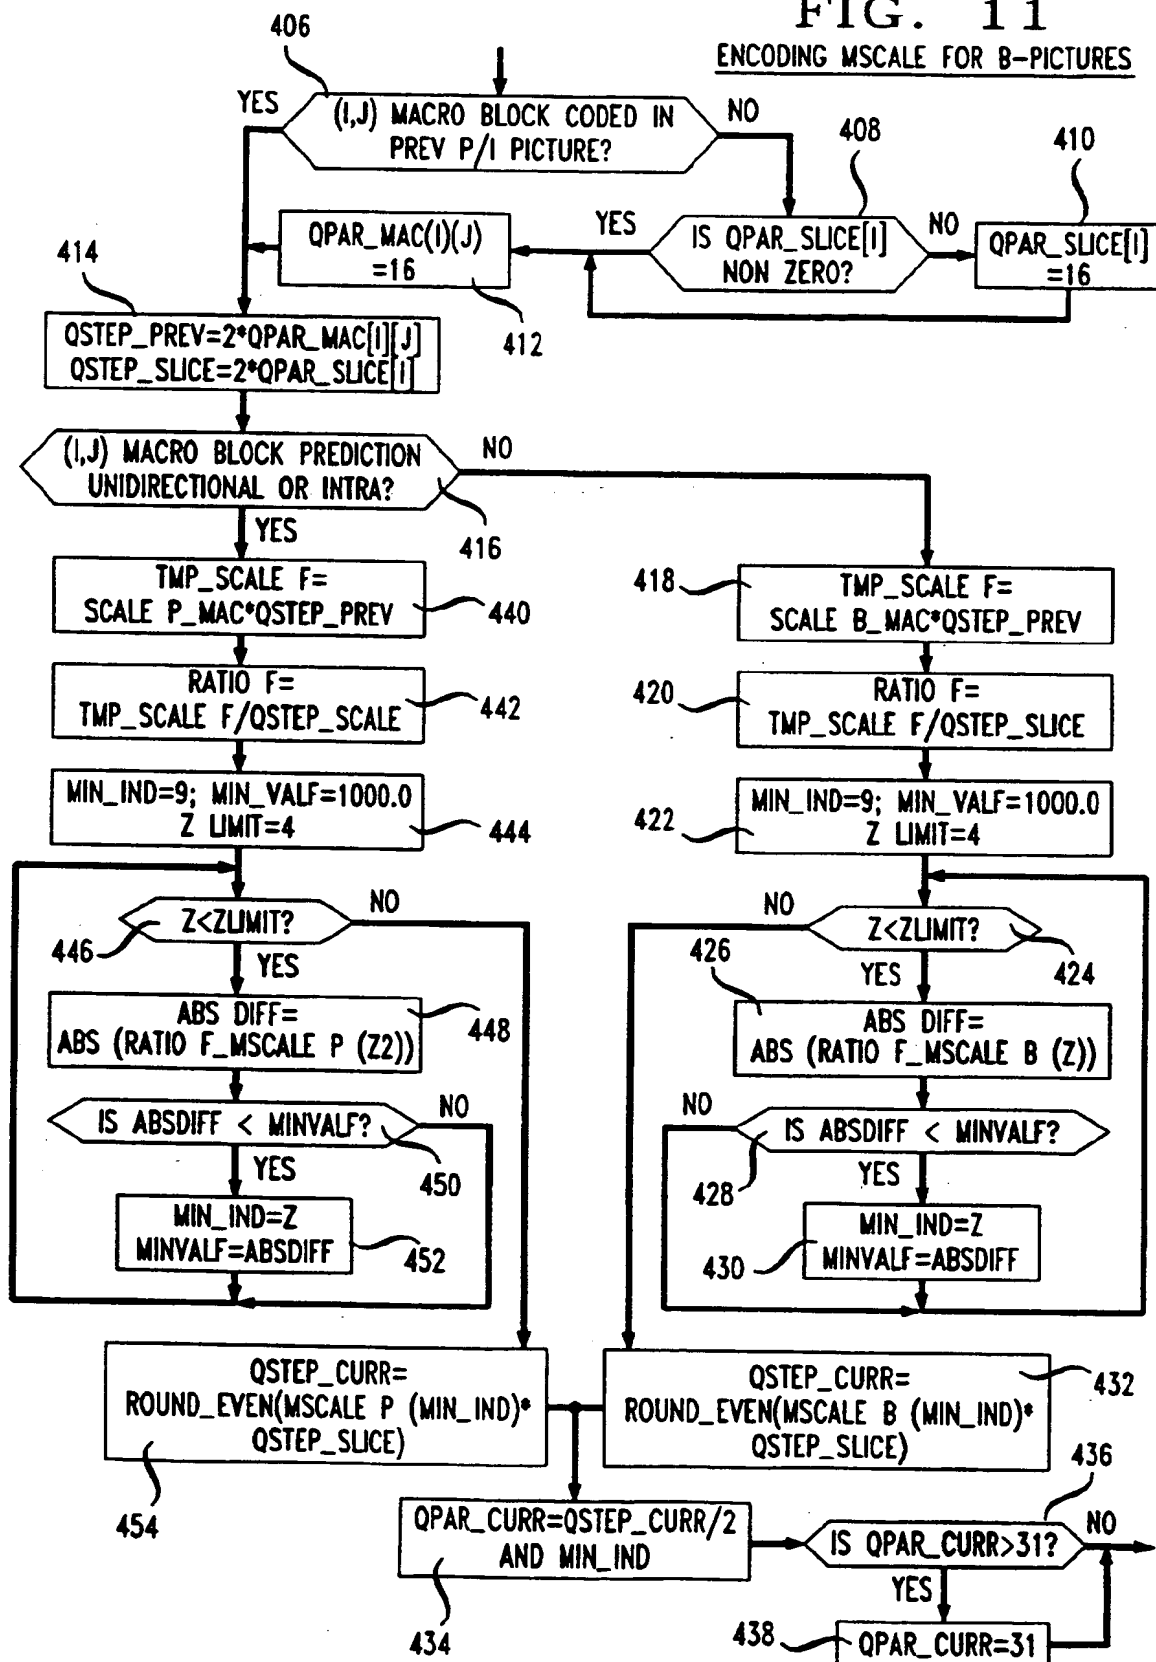 FIG. 11
ENCODING MSCALE FOR B-PICTURES
406
(I,J) MACRO BLOCK CODED IN
PREV P/I PICTURE?
YES
NO
408
410
IS QPAR_SLICE[I]
NON ZERO?
YES
NO
QPAR_SLICE[I]
=16
QPAR_MAC(I)(J)
=16
412
414
QSTEP_PREV=2*QPAR_MAC[I][J]
QSTEP_SLICE=2*QPAR_SLICE[I]
(I,J) MACRO BLOCK PREDICTION
UNIDIRECTIONAL OR INTRA?
NO
YES
416
TMP_SCALE F=
SCALE P_MAC*QSTEP_PREV
440
418
TMP_SCALE F=
SCALE B_MAC*QSTEP_PREV
RATIO F=
TMP_SCALE F/QSTEP_SCALE
442
420
RATIO F=
TMP_SCALE F/QSTEP_SLICE
MIN_IND=9; MIN_VALF=1000.0
Z LIMIT=4
444
422
MIN_IND=9; MIN_VALF=1000.0
Z LIMIT=4
446
Z<ZLIMIT?
NO
YES
NO
Z<ZLIMIT?
424
YES
426
ABS DIFF=
ABS (RATIO F_MSCALE P (Z2))
448
ABS DIFF=
ABS (RATIO F_MSCALE B (Z))
IS ABSDIFF < MINVALF?
NO
YES
450
NO
IS ABSDIFF < MINVALF?
428
YES
MIN_IND=Z
MINVALF=ABSDIFF
452
430
MIN_IND=Z
MINVALF=ABSDIFF
QSTEP_CURR=
ROUND_EVEN(MSCALE P (MIN_IND)*
QSTEP_SLICE)
454
QSTEP_CURR=
ROUND_EVEN(MSCALE B (MIN_IND)*
QSTEP_SLICE)
432
QPAR_CURR=QSTEP_CURR/2
AND MIN_IND
434
436
IS QPAR_CURR>31?
NO
YES
438
QPAR_CURR=31